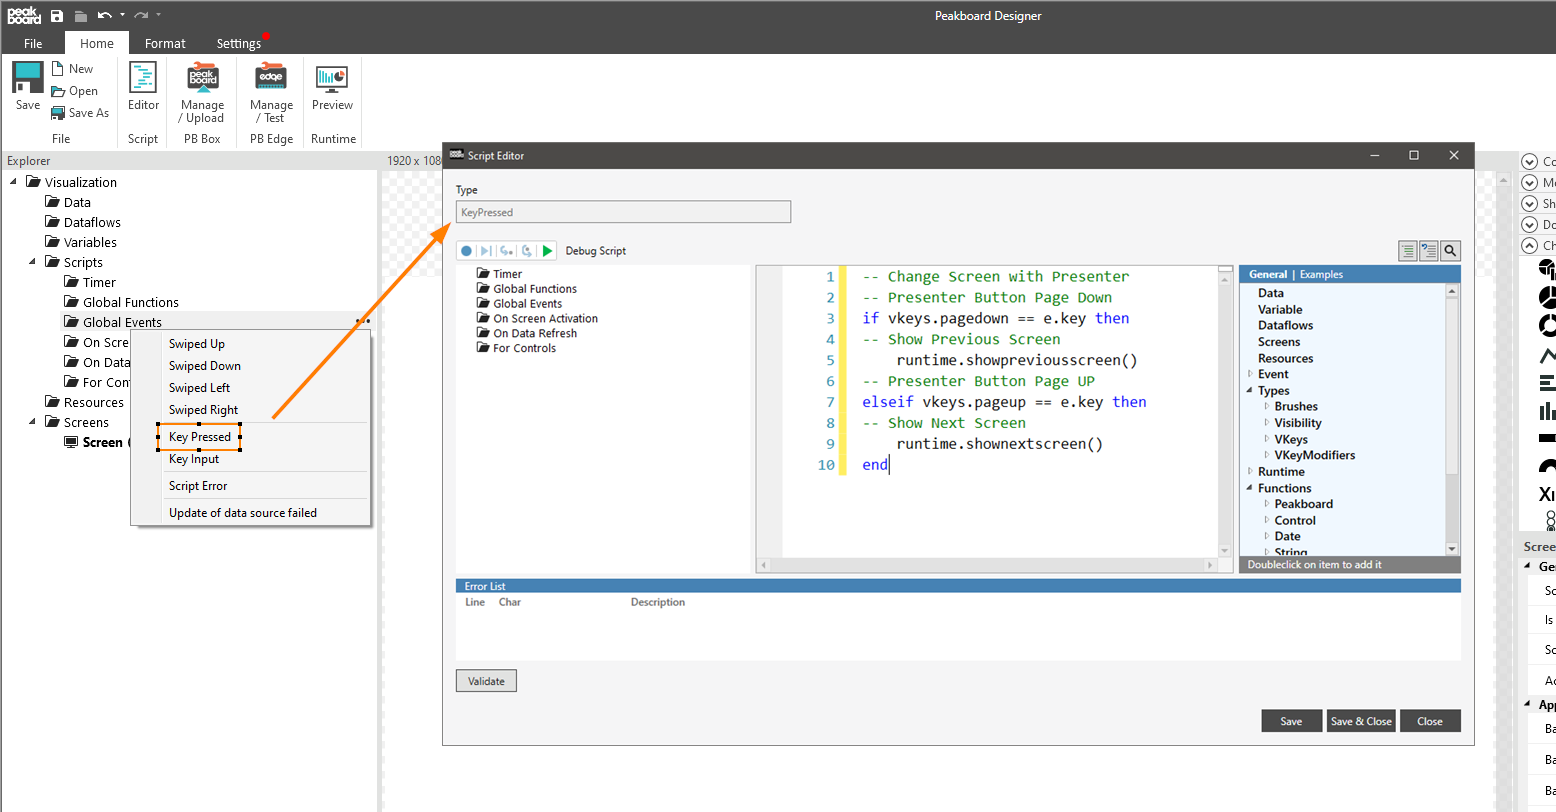 peak board
Peakboard Designer
File
Home
Format
Settings
Save
New
Open
Save As
File
Editor
Script
peak board
Manage / Upload
PB Box
edge
Manage / Test
PB Edge
Preview
Runtime
Explorer
1920 x 108
Visualization
Data
Dataflows
Variables
Scripts
Timer
Global Functions
Global Events
On Scre
On Data
For Con
Resources
Screens
Screen (
Swiped Up
Swiped Down
Swiped Left
Swiped Right
Key Pressed
Key Input
Script Error
Update of data source failed
Script Editor
Type
KeyPressed
Debug Script
Timer
Global Functions
Global Events
On Screen Activation
On Data Refresh
For Controls
1 -- Change Screen with Presenter
2 -- Presenter Button Page Down
3 if vkeys.pagedown == e.key then
4 -- Show Previous Screen
5 runtime.showpreviousscreen()
6 -- Presenter Button Page UP
7 elseif vkeys.pageup == e.key then
8 -- Show Next Screen
9 runtime.shownextscreen()
10 end
General | Examples
Data
Variable
Dataflows
Screens
Resources
Event
Types
Brushes
Visibility
VKeys
VKeyModifiers
Runtime
Functions
Peakboard
Control
Date
String
Doubleclick on item to add it
Error List
Line Char Description
Validate
Save
Save & Close
Close
Co
Mo
Sh
Do
Ch
Scree
Ge
Sc
Is
Sc
Ac
App
Ba
Ba
Ba